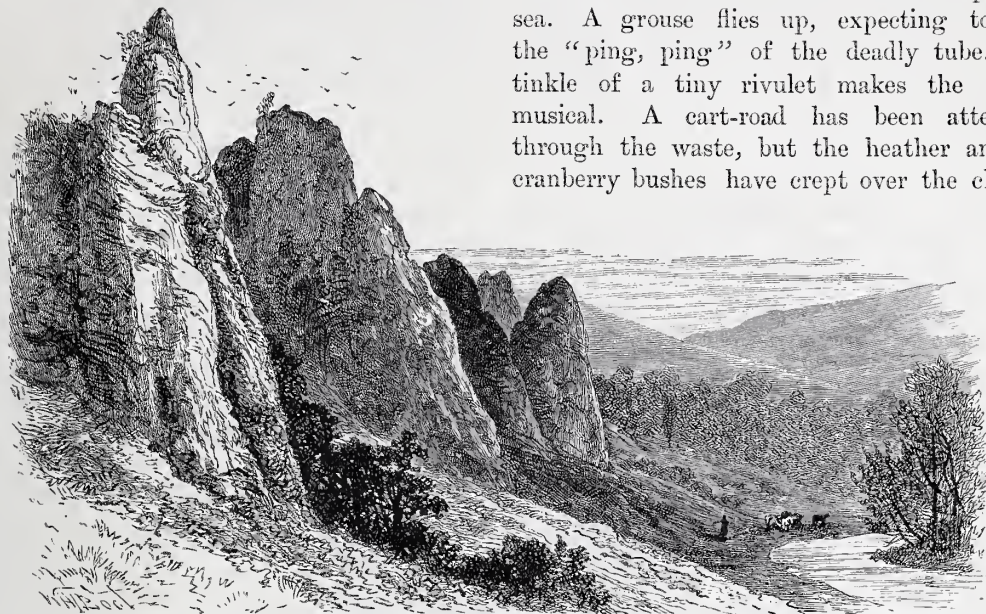 sea. A grouse flies up, expecting to
the “ping, ping” of the deadly tube.
tinkle of a tiny rivulet makes the
musical. A cart-road has been atte
through the waste, but the heather an
cranberry bushes have crept over the cl